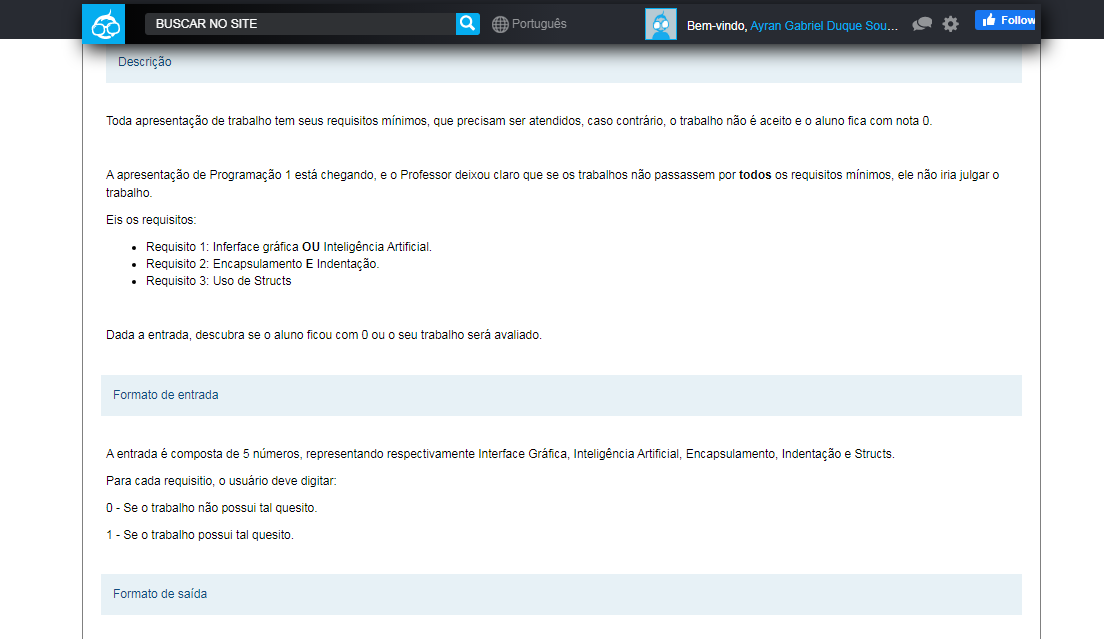 BUSCAR NO SITE
Português
Bem-vindo, Ayran Gabriel Duque Sou...
Follow
Descrição
Toda apresentação de trabalho tem seus requisitos mínimos, que precisam ser atendidos, caso contrário, o trabalho não é aceito e o aluno fica com nota 0.
A apresentação de Programação 1 está chegando, e o Professor deixou claro que se os trabalhos não passassem por todos os requisitos mínimos, ele não iria julgar o
trabalho.
Eis os requisitos:
• Requisito 1: Inferface gráfica OU Inteligência Artificial.
• Requisito 2: Encapsulamento E Indentação.
• Requisito 3: Uso de Structs
Dada a entrada, descubra se o aluno ficou com 0 ou o seu trabalho será avaliado.
Formato de entrada
A entrada é composta de 5 números, representando respectivamente Interface Gráfica, Inteligência Artificial, Encapsulamento, Indentação e Structs.
Para cada requisitio, o usuário deve digitar:
0 - Se o trabalho não possui tal quesito.
1 - Se o trabalho possui tal quesito.
Formato de saída